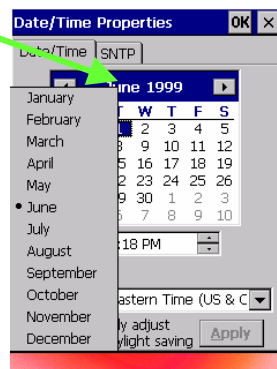 Date/Time Properties OK ×
Date/Time SNTP
June 1999
January
February
March
April
May
• June
July
August
September
October
November
December
T W T F S
1 2 3 4 5
8 9 10 11 12
15 16 17 18 19
22 23 24 25 26
29 30 1 2 3
6 7 8 9 10
:18 PM
astern Time (US & C
ly adjust
ylight saving
Apply